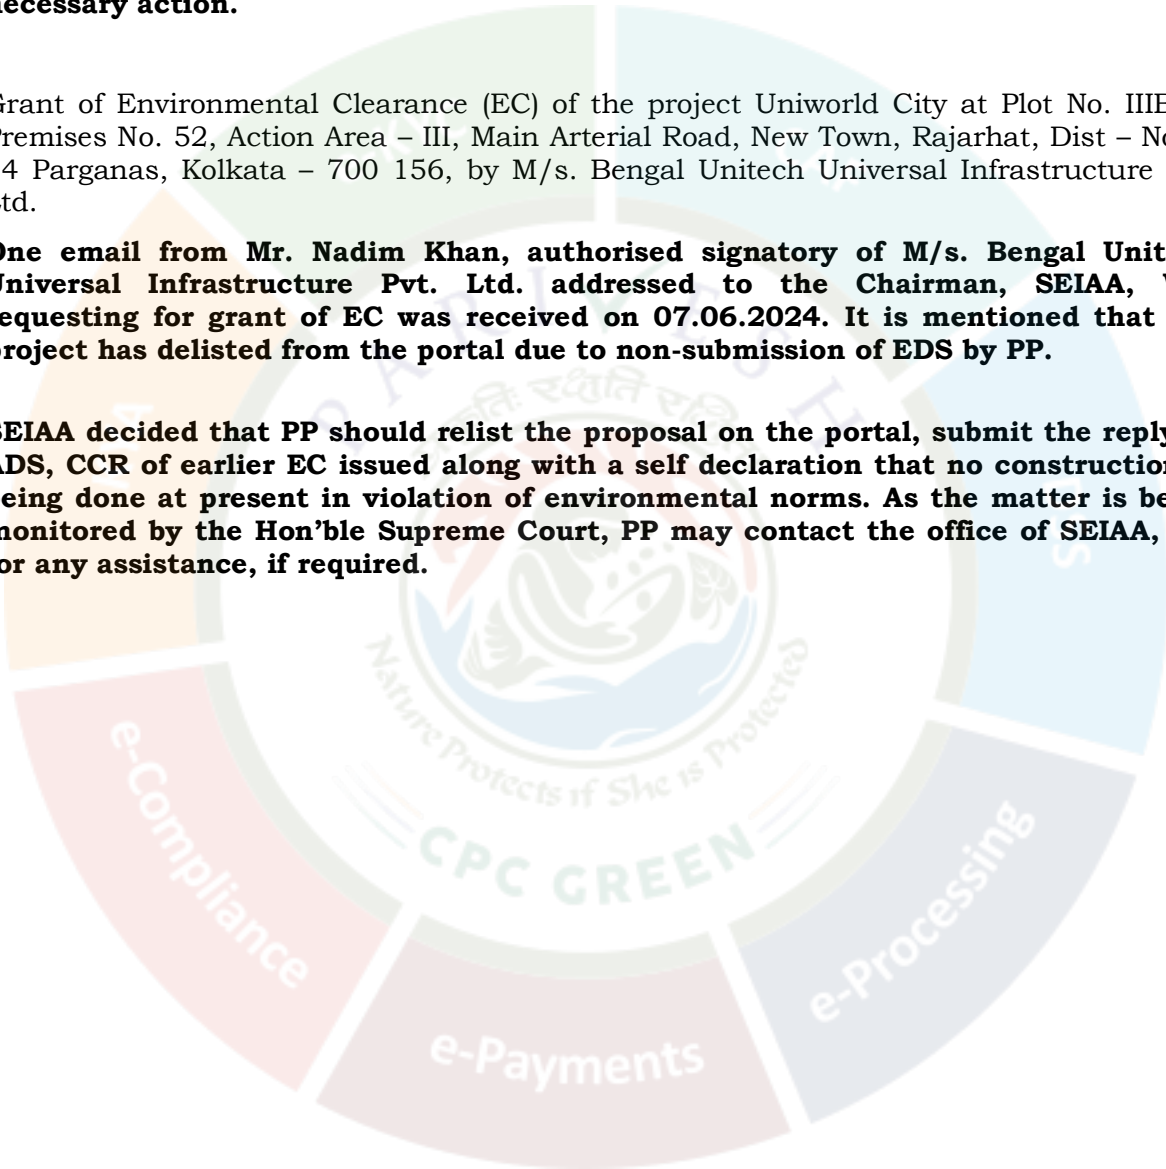 necessary action.
Grant of Environmental Clearance (EC) of the project Uniworld City at Plot No. IIIE
Premises No. 52, Action Area – III, Main Arterial Road, New Town, Rajarhat, Dist – No
4 Parganas, Kolkata – 700 156, by M/s. Bengal Unitech Universal Infrastructure
Ltd.
One email from Mr. Nadim Khan, authorised signatory of M/s. Bengal Unit
Universal Infrastructure Pvt. Ltd. addressed to the Chairman, SEIAA,
requesting for grant of EC was received on 07.06.2024. It is mentioned that
project has delisted from the portal due to non-submission of EDS by PP.
SEIAA decided that PP should relist the proposal on the portal, submit the reply
ADS, CCR of earlier EC issued along with a self declaration that no construction
being done at present in violation of environmental norms. As the matter is be
monitored by the Hon’ble Supreme Court, PP may contact the office of SEIAA,
for any assistance, if required.
PARIVESH
Nature Protects if She is Protected
CPC GREEN
e-Compliance
e-Payments
e-Processing